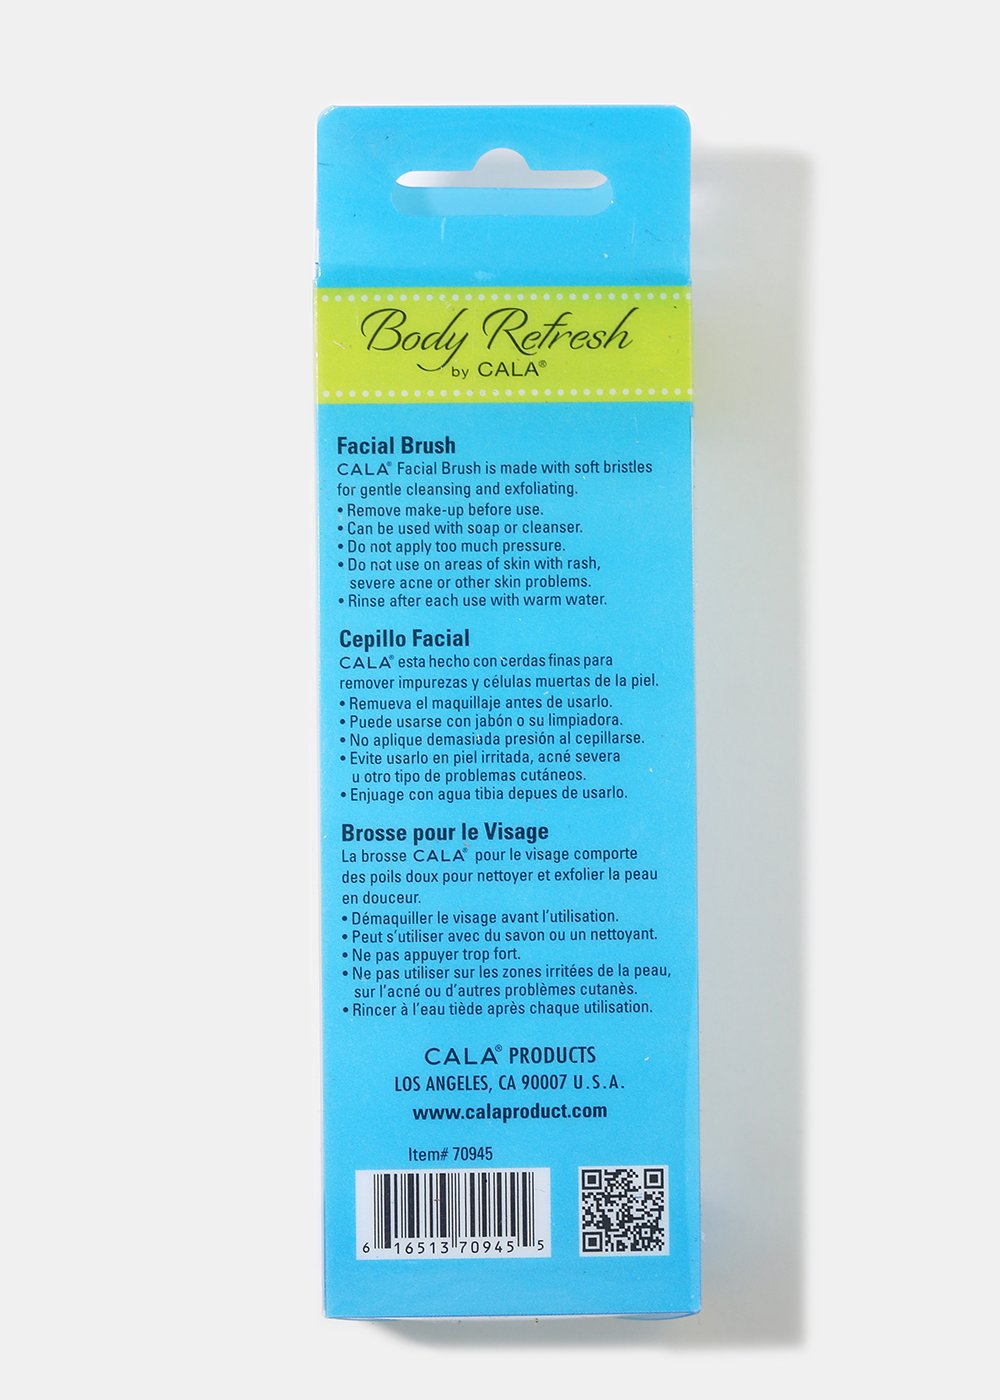 Body Refresh
by CALA®
Facial Brush
CALA® Facial Brush is made with soft bristles
for gentle cleansing and exfoliating.
• Remove make-up before use.
• Can be used with soap or cleanser.
• Do not apply too much pressure.
• Do not use on areas of skin with rash,
severe acne or other skin problems.
• Rinse after each use with warm water.
Cepillo Facial
CALA® esta hecho con cerdas finas para
remover impurezas y células muertas de la piel.
• Remueva el maquillaje antes de usarlo.
• Puede usarse con jabón o su limpiadora.
• No aplique demasiada presión al cepillarse.
• Evite usarlo en piel irritada, acné severa
u otro tipo de problemas cutáneos.
• Enjuage con agua tibia depues de usarlo.
Brosse pour le Visage
La brosse CALA® pour le visage comporte
des poils doux pour nettoyer et exfolier la peau
en douceur.
• Démaquiller le visage avant l'utilisation.
• Peut s'utiliser avec du savon ou un nettoyant.
• Ne pas appuyer trop fort.
• Ne pas utiliser sur les zones irritées de la peau,
sur l'acné ou d'autres problèmes cutanès.
• Rincer à l'eau tiède après chaque utilisation.
CALA® PRODUCTS
LOS ANGELES, CA 90007 U.S.A.
www.calaproduct.com
Item# 70945
6 16513 70945 5